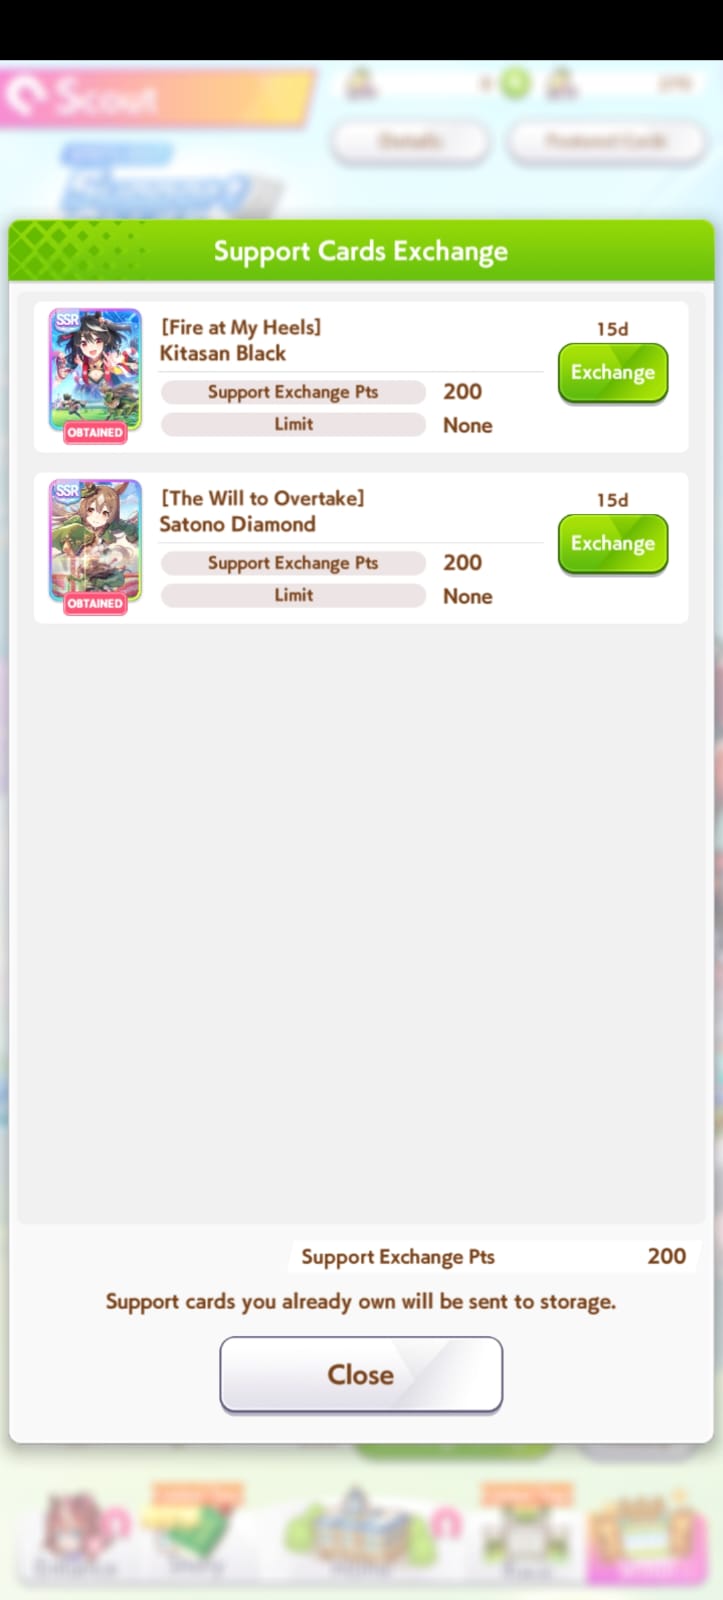 Scout
Details
Featured Cards
Support Cards Exchange
SSR
[Fire at My Heels]
Kitasan Black
15d
Exchange
Support Exchange Pts 200
Limit None
OBTAINED
SSR
[The Will to Overtake]
Satono Diamond
15d
Exchange
Support Exchange Pts 200
Limit None
OBTAINED
Support Exchange Pts 200
Support cards you already own will be sent to storage.
Close